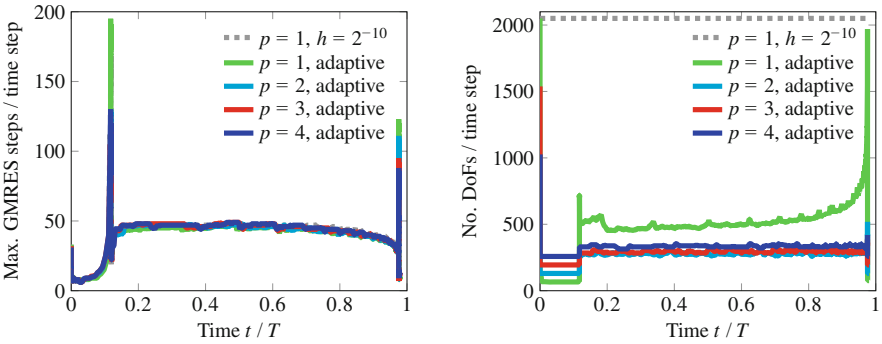 200
150
100
50
0
0
0.2
0.4
0.6
0.8
1
Max. GMRES steps / time step
Time t / T
p = 1, h = 2⁻¹⁰
p = 1, adaptive
p = 2, adaptive
p = 3, adaptive
p = 4, adaptive
2000
1500
1000
500
0
0
0.2
0.4
0.6
0.8
1
No. DoFs / time step
Time t / T
p = 1, h = 2⁻¹⁰
p = 1, adaptive
p = 2, adaptive
p = 3, adaptive
p = 4, adaptive